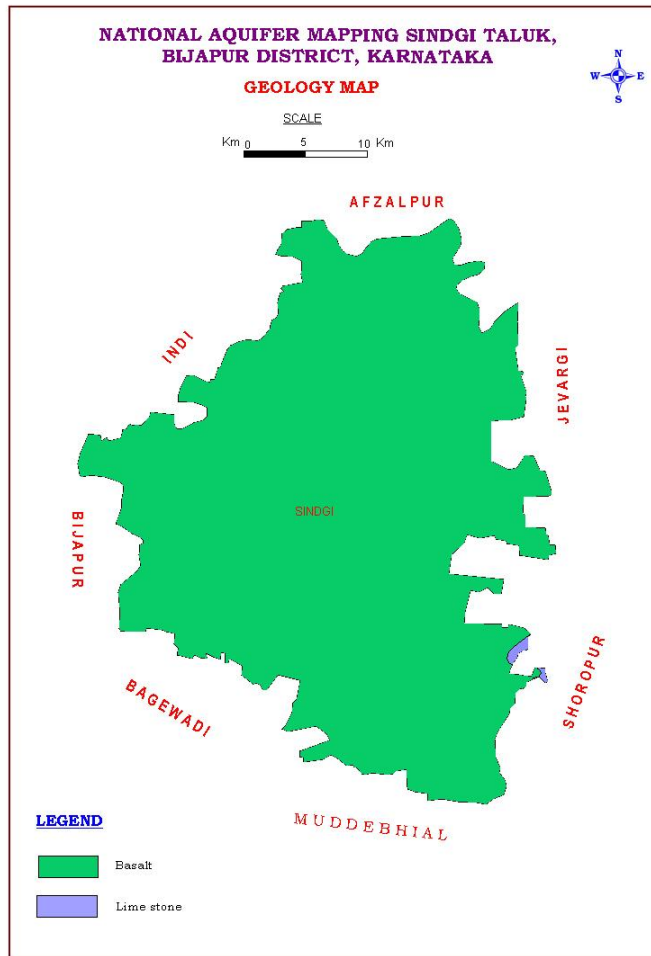 NATIONAL AQUIFER MAPPING SINDGI TALUK,
BIJAPUR DISTRICT, KARNATAKA
GEOLOGY MAP
N
W E
S
SCALE
Km 0 5 10 Km
AFZALPUR
INDI
JEVARGI
SINDGI
BIJAPUR
SHOROPUR
BAGEWADI
MUDDEBHIAL
LEGEND
Basalt
Lime stone